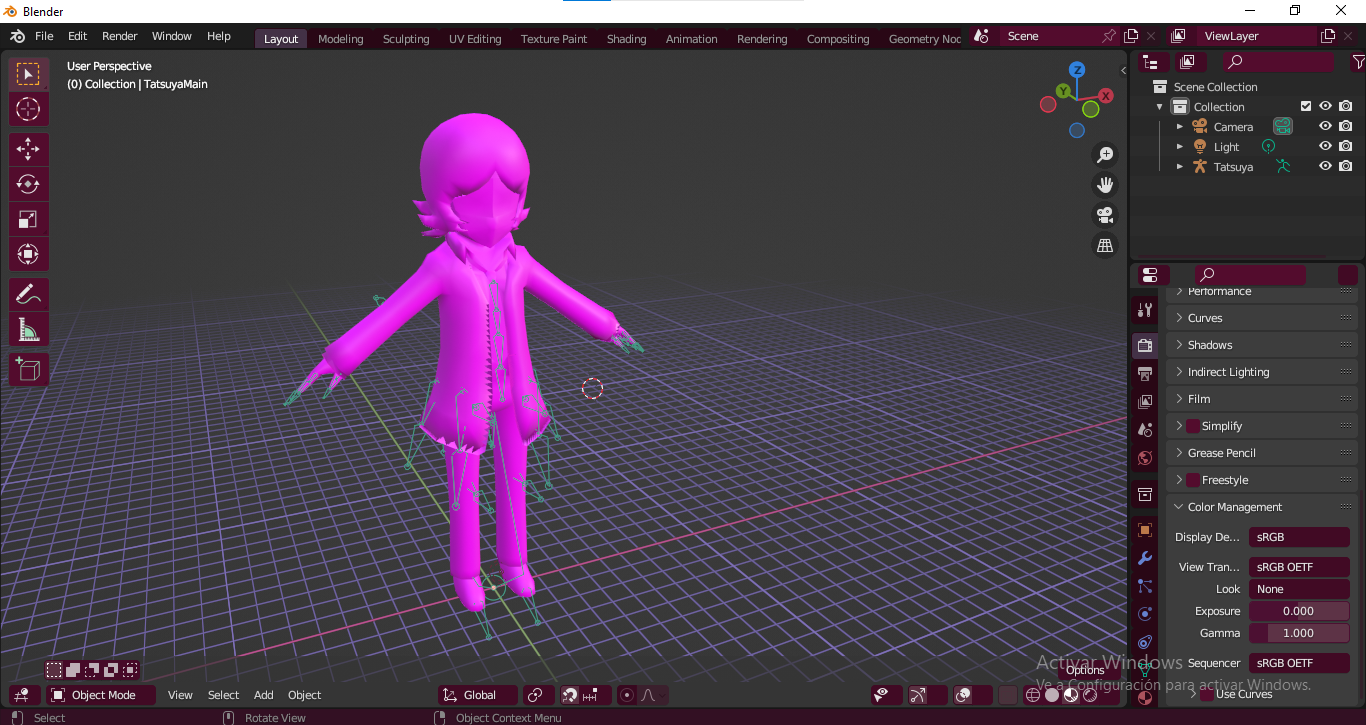 Blender
File Edit Render Window Help Layout Modeling Sculpting UV Editing Texture Paint Shading Animation Rendering Compositing Geometry Noc Scene ViewLayer
User Perspective
(0) Collection | TatsuyaMain
Z
Y
X
Scene Collection
Collection
Camera
Light
Tatsuya
Performance
Curves
Shadows
Indirect Lighting
Film
Simplify
Grease Pencil
Freestyle
Color Management
Display De... sRGB
View Tran... sRGB OETF
Look None
Exposure 0.000
Gamma 1.000
Sequencer sRGB OETF
Use Curves
Activar Windows
Ve a Configuración para activar Windows.
Options
Object Mode View Select Add Object Global
Select Rotate View Object Context Menu